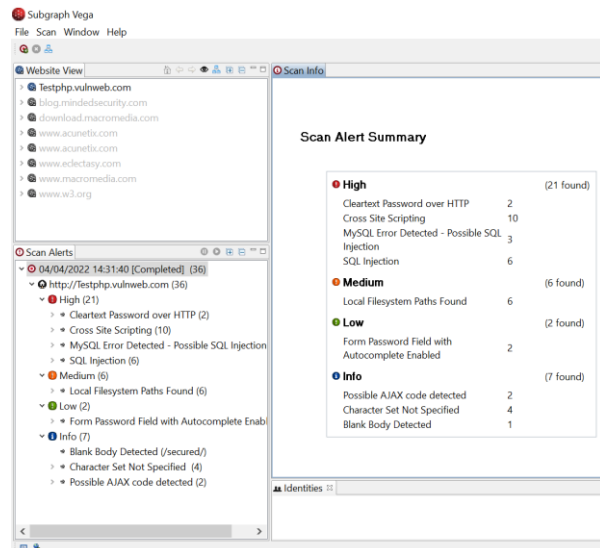 Subgraph Vega
File Scan Window Help
Website View
Testphp.vulnweb.com
blog.mindedsecurity.com
download.macromedia.com
www.acunetix.com
www.acunetix.com
www.eclectasy.com
www.macromedia.com
www.w3.org
Scan Alerts
04/04/2022 14:31:40 [Completed] (36)
http://Testphp.vulnweb.com (36)
High (21)
Cleartext Password over HTTP (2)
Cross Site Scripting (10)
MySQL Error Detected - Possible SQL Injection
SQL Injection (6)
Medium (6)
Local Filesystem Paths Found (6)
Low (2)
Form Password Field with Autocomplete Enabl
Info (7)
Blank Body Detected (/secured/)
Character Set Not Specified (4)
Possible AJAX code detected (2)
Scan Info
Scan Alert Summary
High (21 found)
Cleartext Password over HTTP 2
Cross Site Scripting 10
MySQL Error Detected - Possible SQL
Injection 3
SQL Injection 6
Medium (6 found)
Local Filesystem Paths Found 6
Low (2 found)
Form Password Field with
Autocomplete Enabled 2
Info (7 found)
Possible AJAX code detected 2
Character Set Not Specified 4
Blank Body Detected 1
Identities